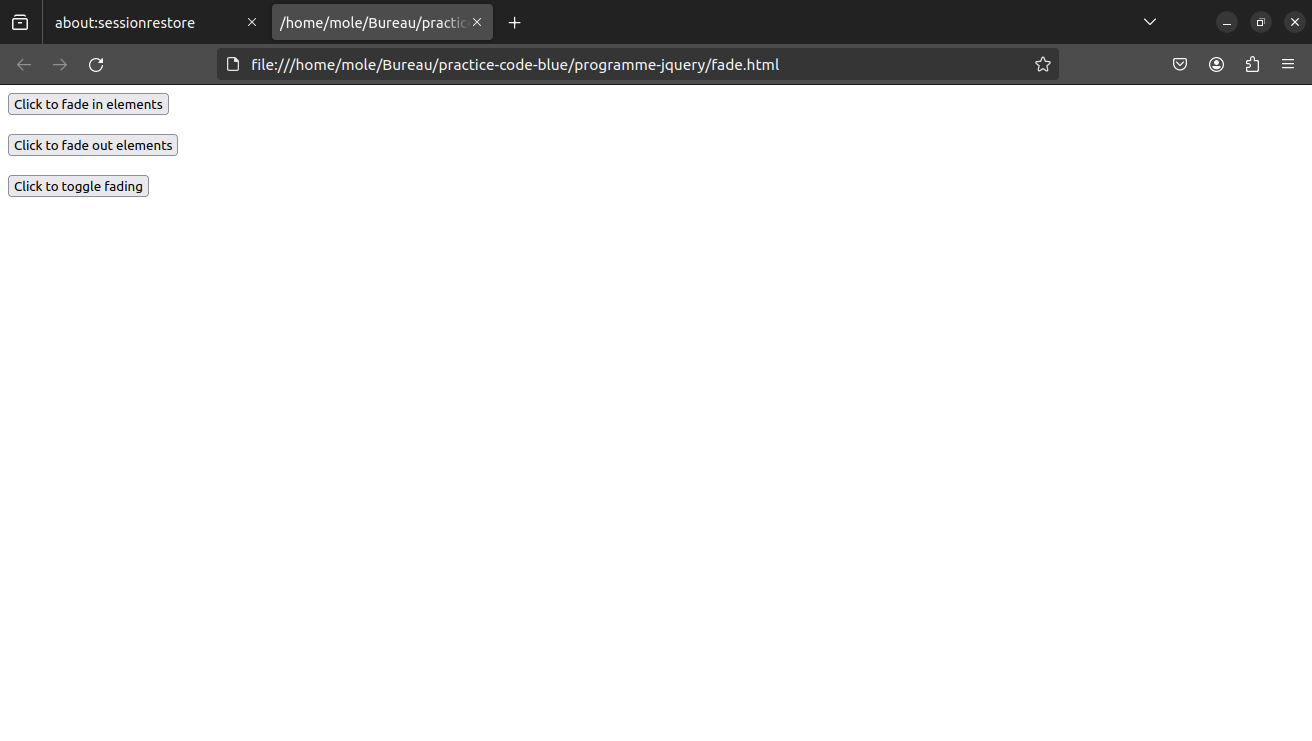 about:sessionrestore
/home/mole/Bureau/practic
file:///home/mole/Bureau/practice-code-blue/programme-jquery/fade.html
Click to fade in elements
Click to fade out elements
Click to toggle fading